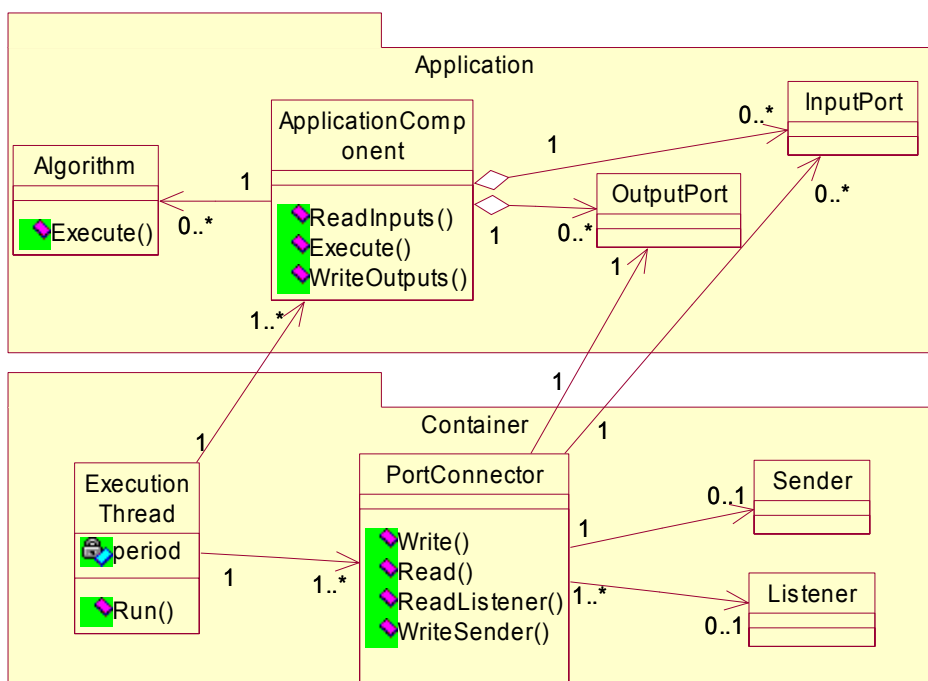 Application
InputPort
0..*
ApplicationComp
onent
1
Algorithm
1
OutputPort
0..*
ReadInputs()
Execute()
WriteOutputs()
Execute()
0..*
1
0..*
1
1..*
1
1
1
Container
PortConnector
Sender
Execution
Thread
0..1
period
Write()
Read()
ReadListener()
WriteSender()
1
1
1..*
1..*
Listener
Run()
0..1